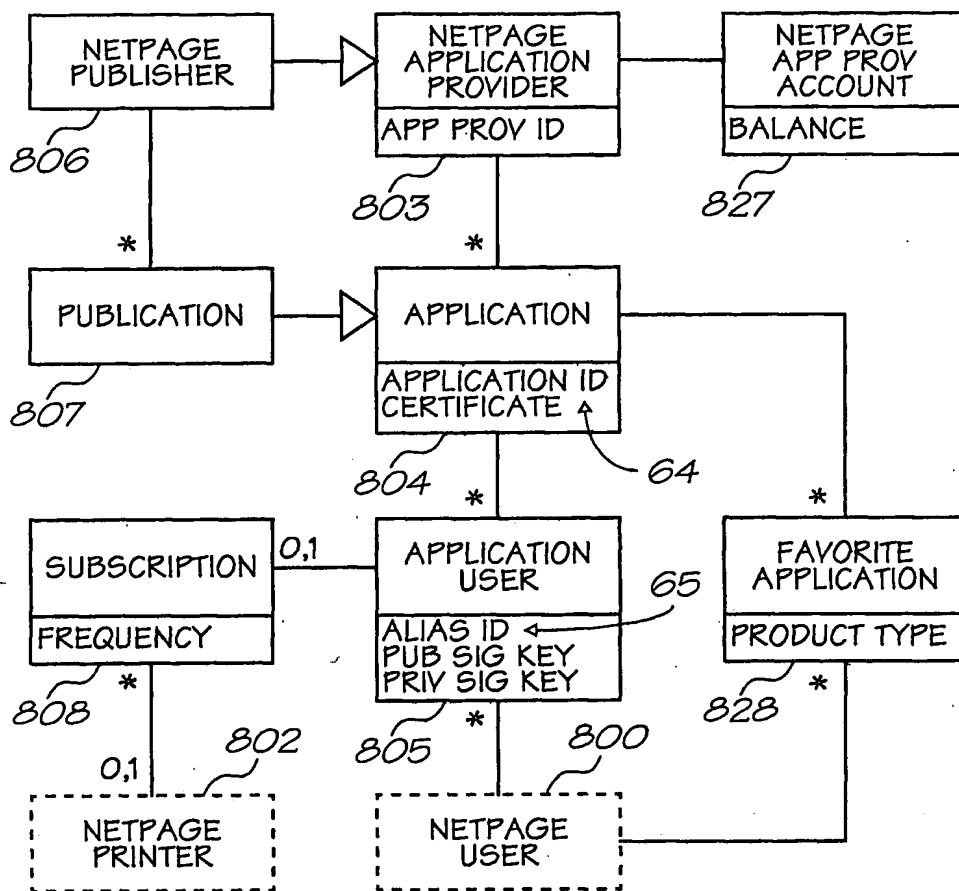 NETPAGE
PUBLISHER
806
NETPAGE
APPLICATION
PROVIDER
APP PROV ID
803
NETPAGE
APP PROV
ACCOUNT
BALANCE
827
*
*
PUBLICATION
807
APPLICATION
APPLICATION ID
CERTIFICATE
804
64
*
*
SUBSCRIPTION
FREQUENCY
808
0,1
APPLICATION
USER
ALIAS ID
PUB SIG KEY
PRIV SIG KEY
805
65
FAVORITE
APPLICATION
PRODUCT TYPE
828
*
*
*
0,1
802
NETPAGE
PRINTER
800
NETPAGE
USER